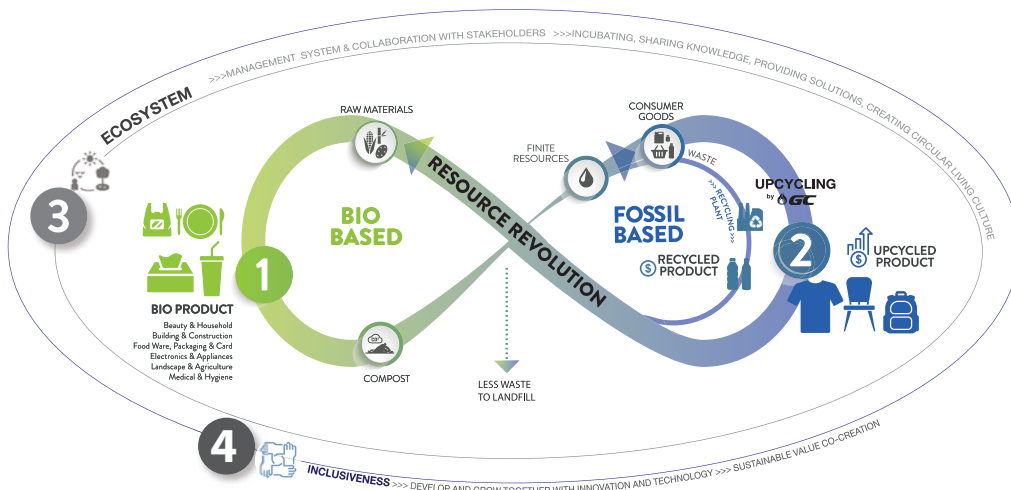 >>>MANAGEMENT SYSTEM & COLLABORATION WITH STAKEHOLDERS >>>INCUBATING, SHARING KNOWLEDGE, PROVIDING SOLUTIONS, CREATING CIRCULAR LIVING CULTURE
ECOSYSTEM
3
RAW MATERIALS
CONSUMER
GOODS
FINITE
RESOURCES
WASTE
RESOURCE REVOLUTION
BIO
BASED
FOSSIL
BASED
>>> RECYCLING >>>
PLANT
UPCYCLING
by GC
1
2
RECYCLED
PRODUCT
$
UPCYCLED
PRODUCT
$
BIO PRODUCT
Beauty & Household
Building & Construction
Food Ware, Packaging & Card
Electronics & Appliances
Landscape & Agriculture
Medical & Hygiene
CO²
COMPOST
LESS WASTE
TO LANDFILL
4
INCLUSIVENESS >>> DEVELOP AND GROW TOGETHER WITH INNOVATION AND TECHNOLOGY >>> SUSTAINABLE VALUE CO-CREATION